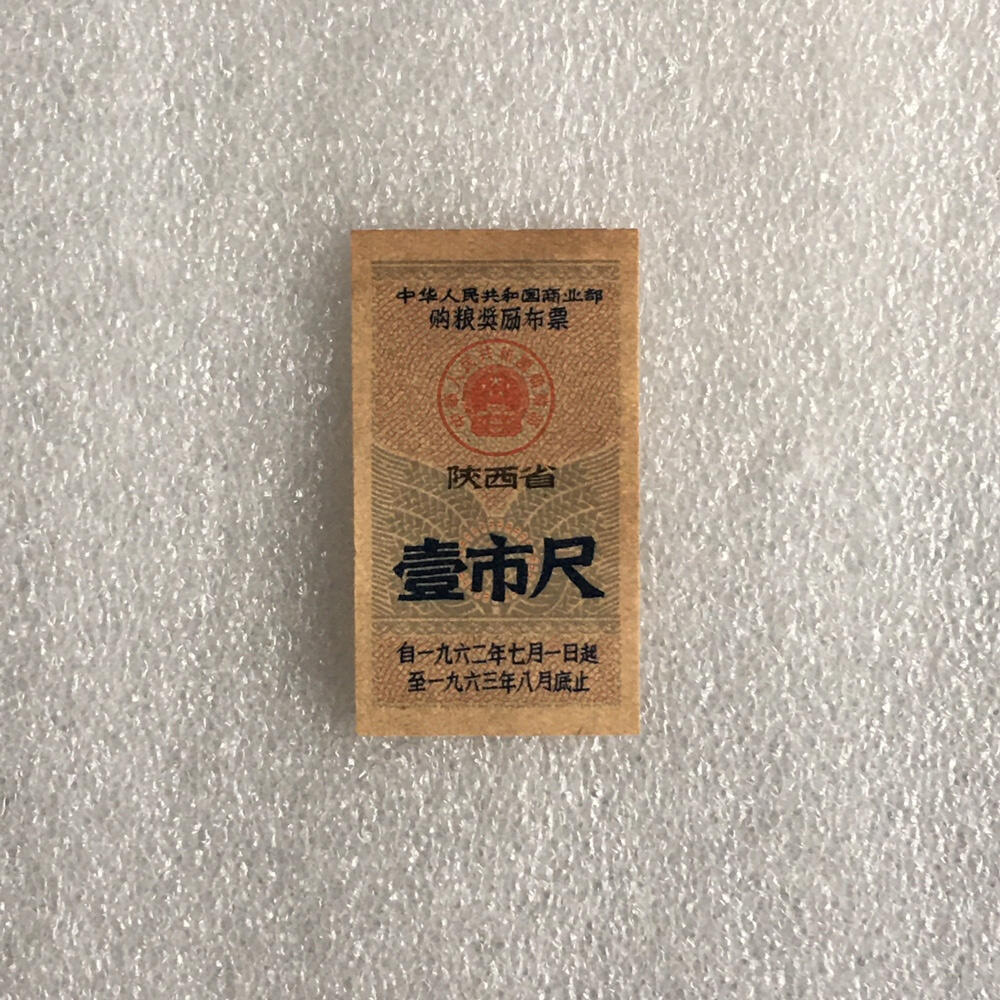 中华人民共和国商业部
购粮奖励布票
陕西省
壹市尺
自一九六二年七月一日起
至一九六三年八月底止